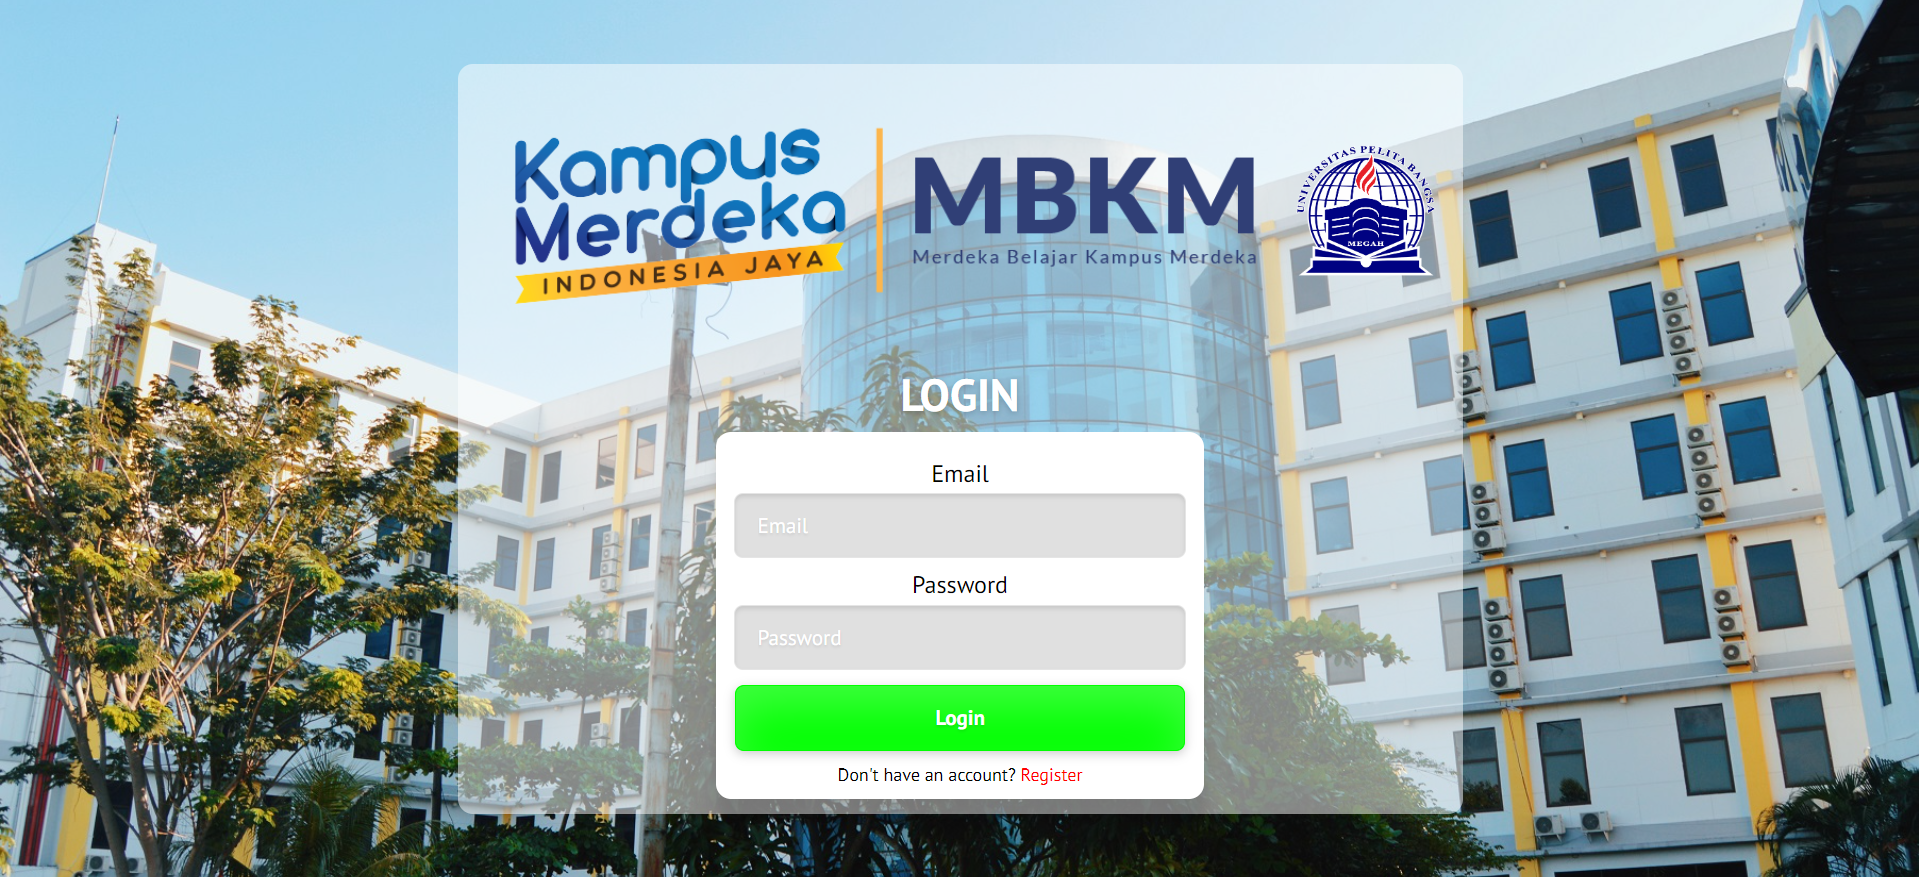 Kampus
Merdeka
INDONESIA JAYA
MBKM
Merdeka Belajar Kampus Merdeka
UNIVERSITAS PELITA BANGSA
MEGAH
LOGIN
Email
Email
Password
Password
Login
Don't have an account? Register